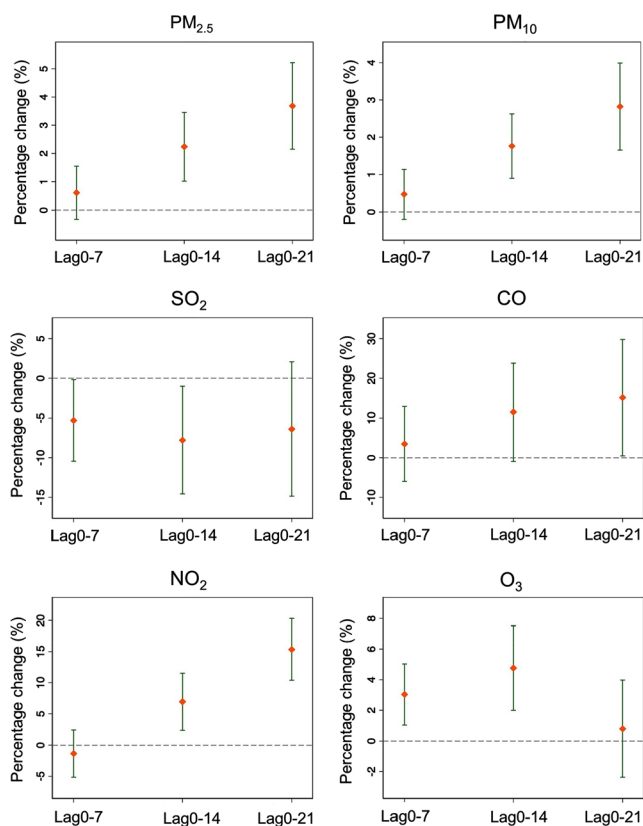 PM2.5
Percentage change (%)
5
4
3
2
1
0
Lag0-7
Lag0-14
Lag0-21
PM10
Percentage change (%)
4
3
2
1
0
Lag0-7
Lag0-14
Lag0-21
SO2
Percentage change (%)
5
0
-5
-10
-15
Lag0-7
Lag0-14
Lag0-21
CO
Percentage change (%)
30
20
10
0
-10
Lag0-7
Lag0-14
Lag0-21
NO2
Percentage change (%)
20
15
10
5
0
-5
Lag0-7
Lag0-14
Lag0-21
O3
Percentage change (%)
8
6
4
2
0
-2
Lag0-7
Lag0-14
Lag0-21